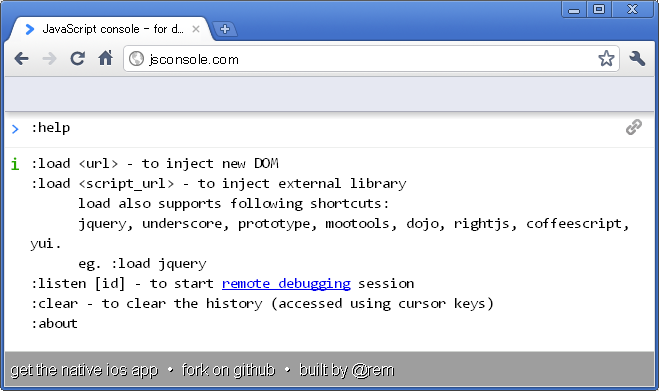 JavaScript console - for d...
jsconsole.com
:help
:load <url> - to inject new DOM
:load <script_url> - to inject external library
load also supports following shortcuts:
jquery, underscore, prototype, mootools, dojo, rightjs, coffeescript,
yui.
eg. :load jquery
:listen [id] - to start remote debugging session
:clear - to clear the history (accessed using cursor keys)
:about
get the native ios app • fork on github • built by @rem